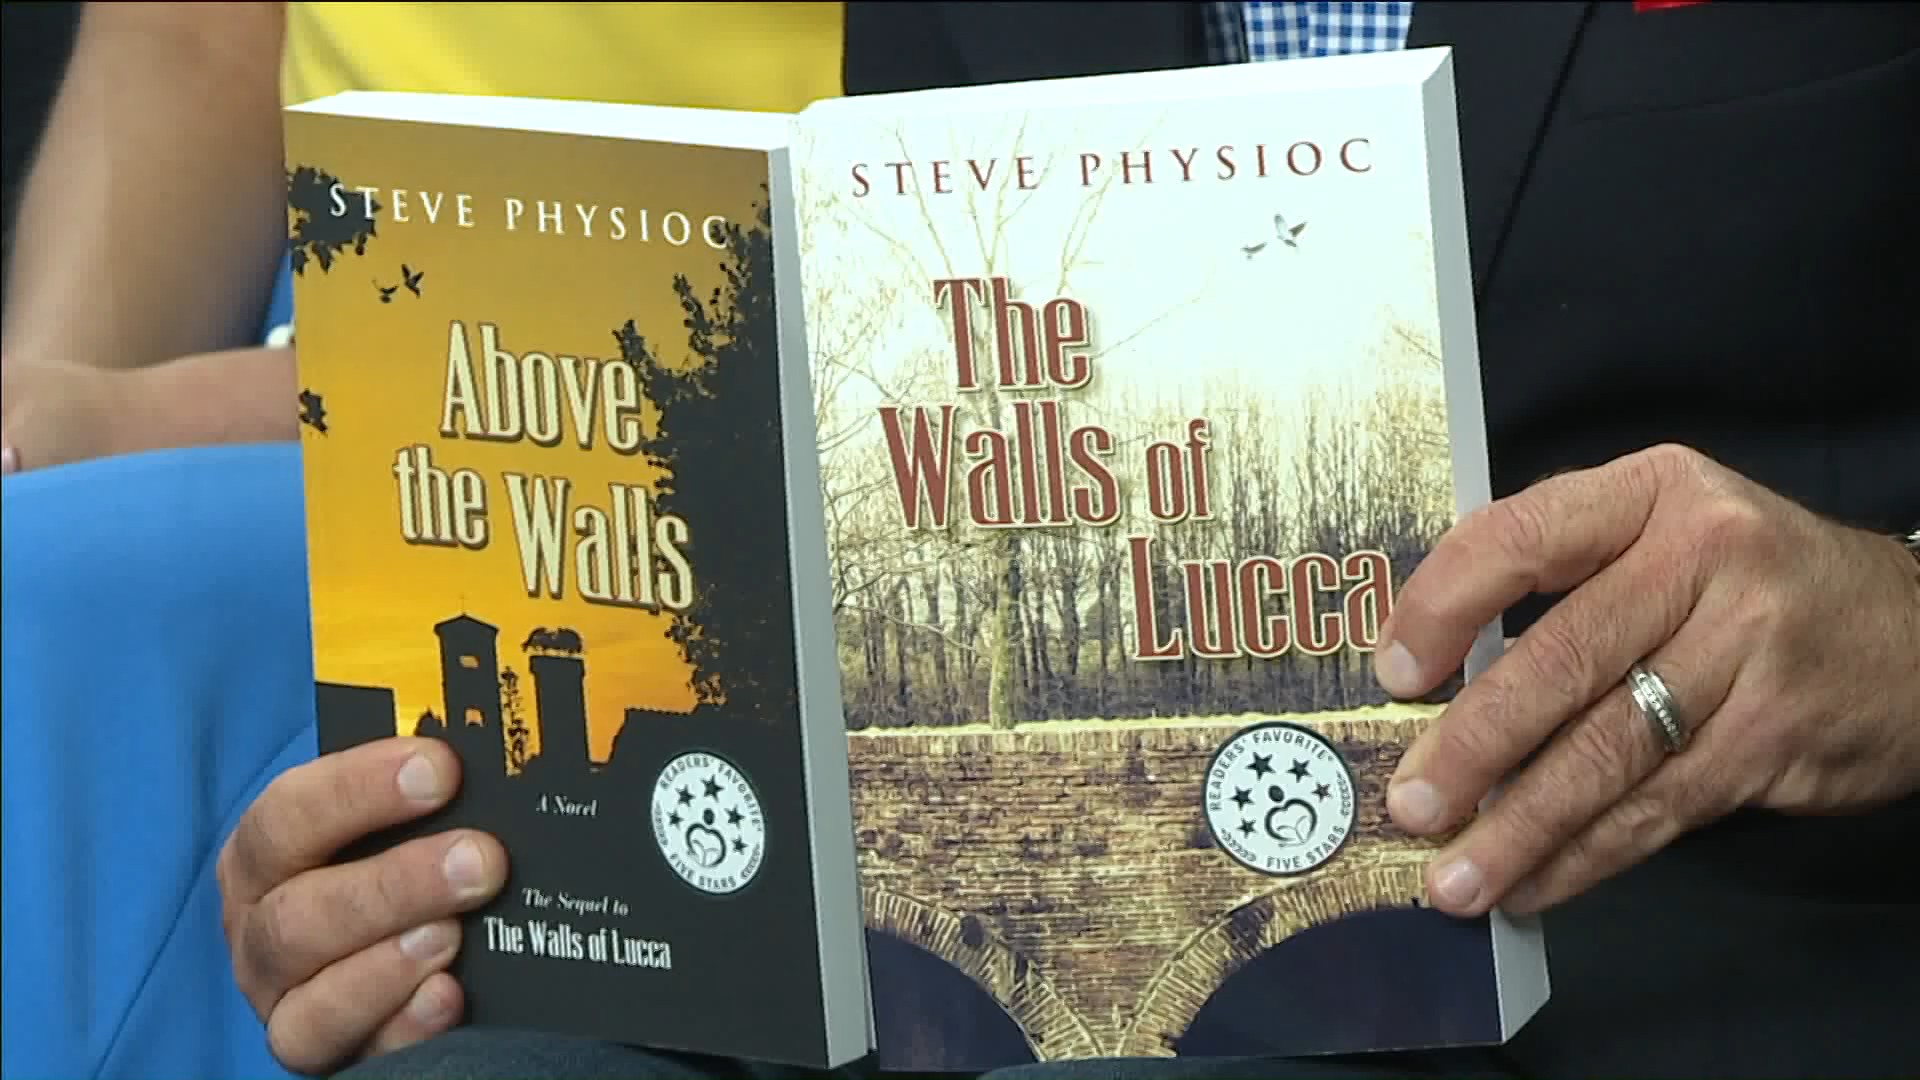 STEVE PHYSIOC
Above
the Walls
A Novel
READERS' FAVORITE
FIVE STARS
The Sequel to
The Walls of Lucca
STEVE PHYSIOC
The
Walls of
Lucca
READERS' FAVORITE®
FIVE STARS